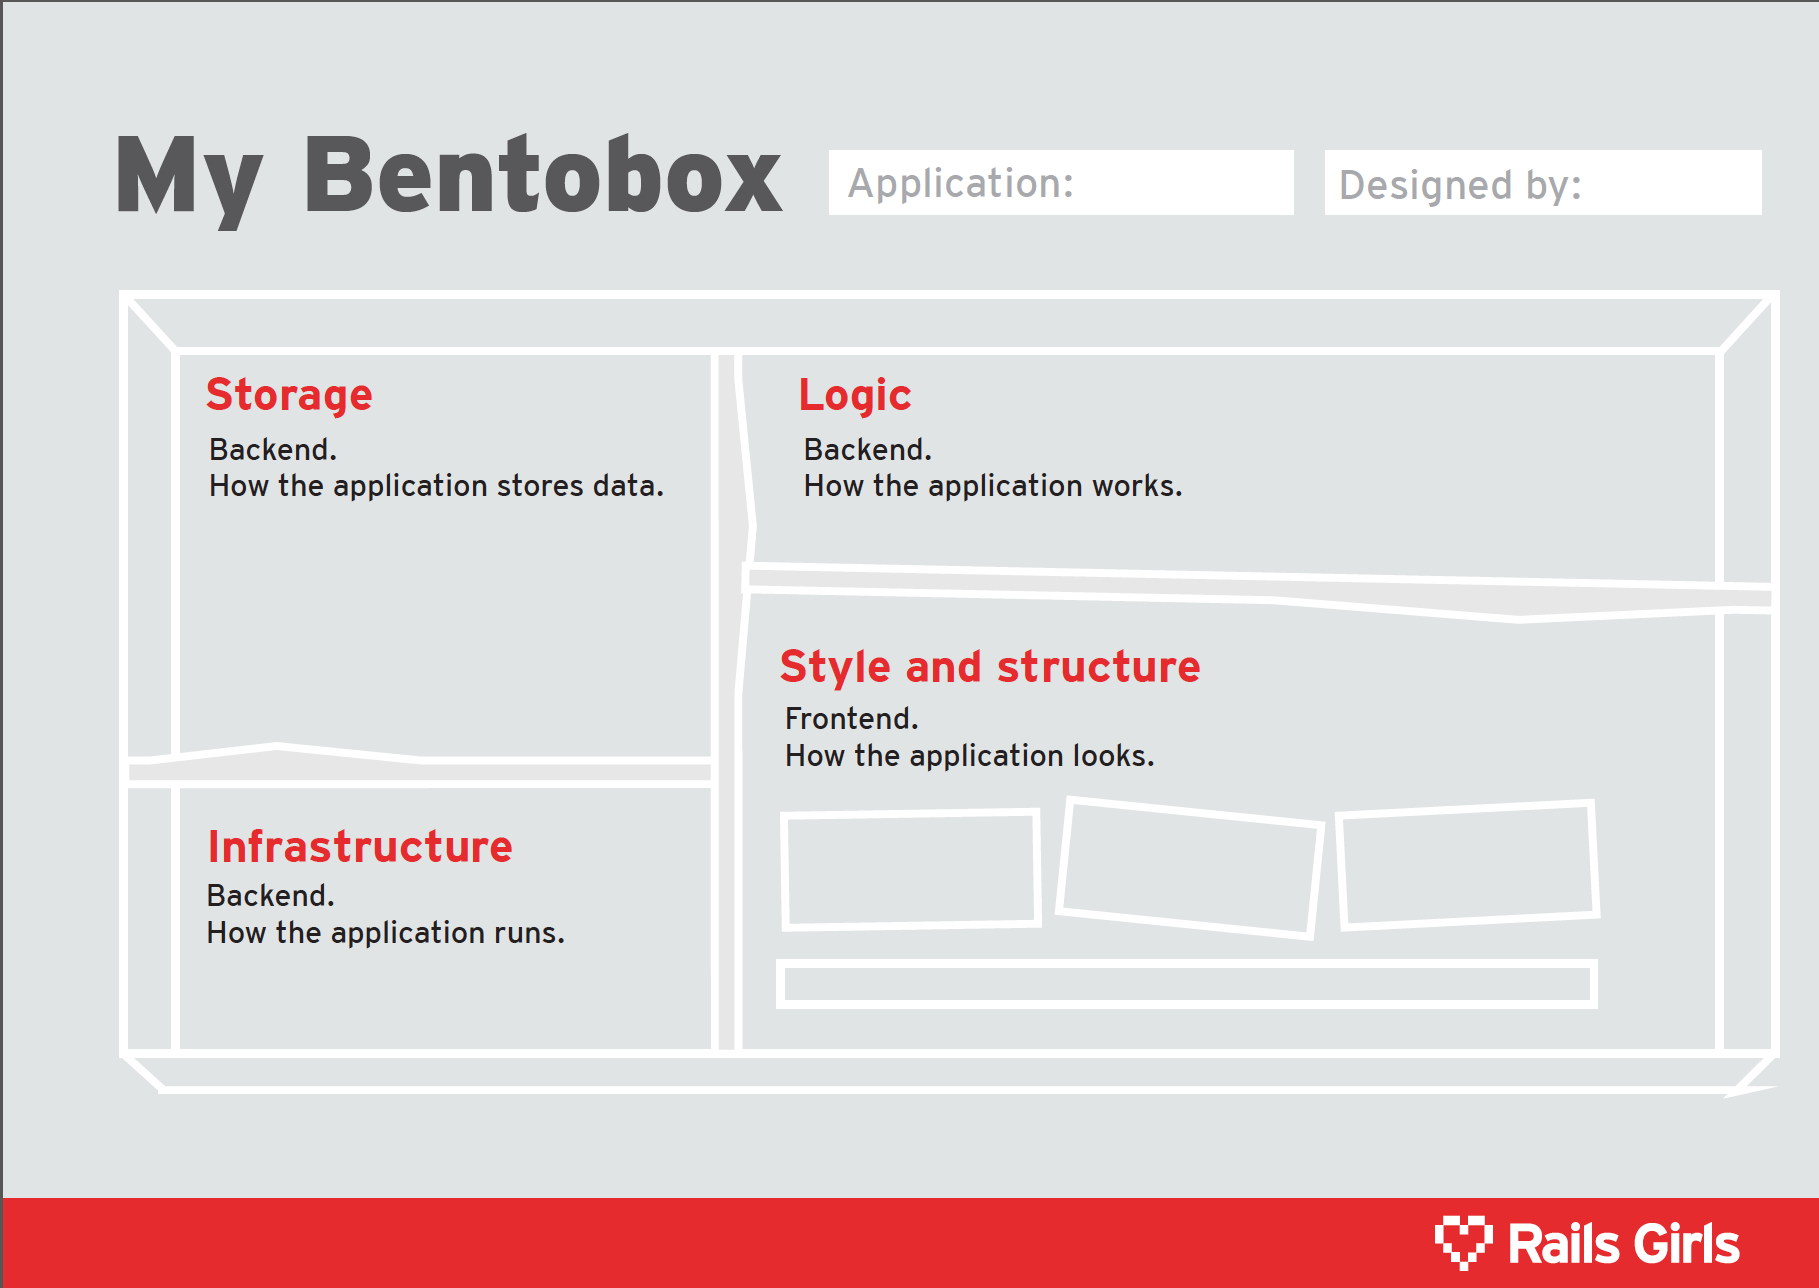 My Bentobox
Application:
Designed by:
Storage
Backend.
How the application stores data.
Logic
Backend.
How the application works.
Infrastructure
Backend.
How the application runs.
Style and structure
Frontend.
How the application looks.
Rails Girls